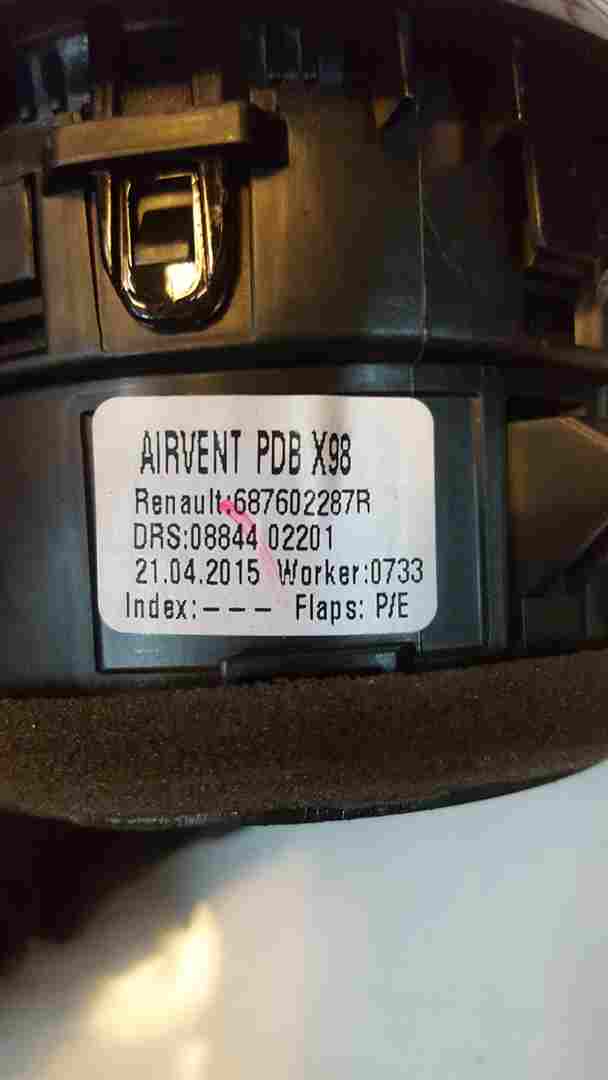 AIRVENT PDB X98
Renault:687602287R
DRS:08844 02201
21.04.2015 Worker:0733
Index:--- Flaps: P/E